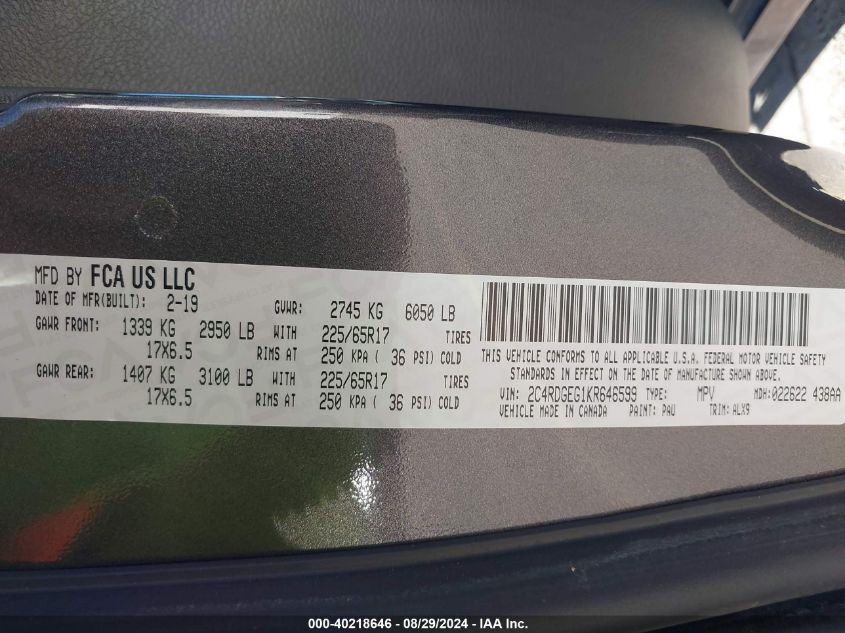 MFD BY FCA US LLC
DATE OF MFR(BUILT): 2-19 GVWR: 2745 KG 6050 LB
GAWR FRONT: 1339 KG 2950 LB WITH 225/65R17 TIRES
17X6.5 RIMS AT 250 KPA ( 36 PSI) COLD
GAWR REAR: 1407 KG 3100 LB WITH 225/65R17 TIRES
17X6.5 RIMS AT 250 KPA ( 36 PSI) COLD
THIS VEHICLE CONFORMS TO ALL APPLICABLE U.S.A. FEDERAL MOTOR VEHICLE SAFETY
STANDARDS IN EFFECT ON THE DATE OF MANUFACTURE SHOWN ABOVE.
VIN: 2C4RDGEG1KR646599 TYPE: MPV MDH:022622 438AA
VEHICLE MADE IN CANADA PAINT: PAU TRIM: ALX9
000-40218646 - 08/29/2024 - IAA Inc.